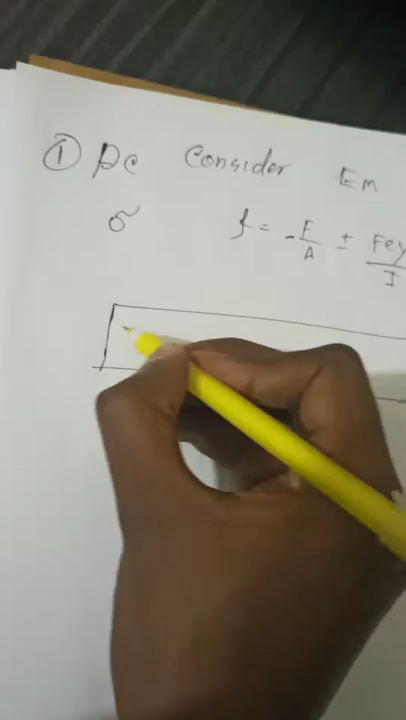 ① Dc Consider Em
σ f = - F/A ± Fey/I